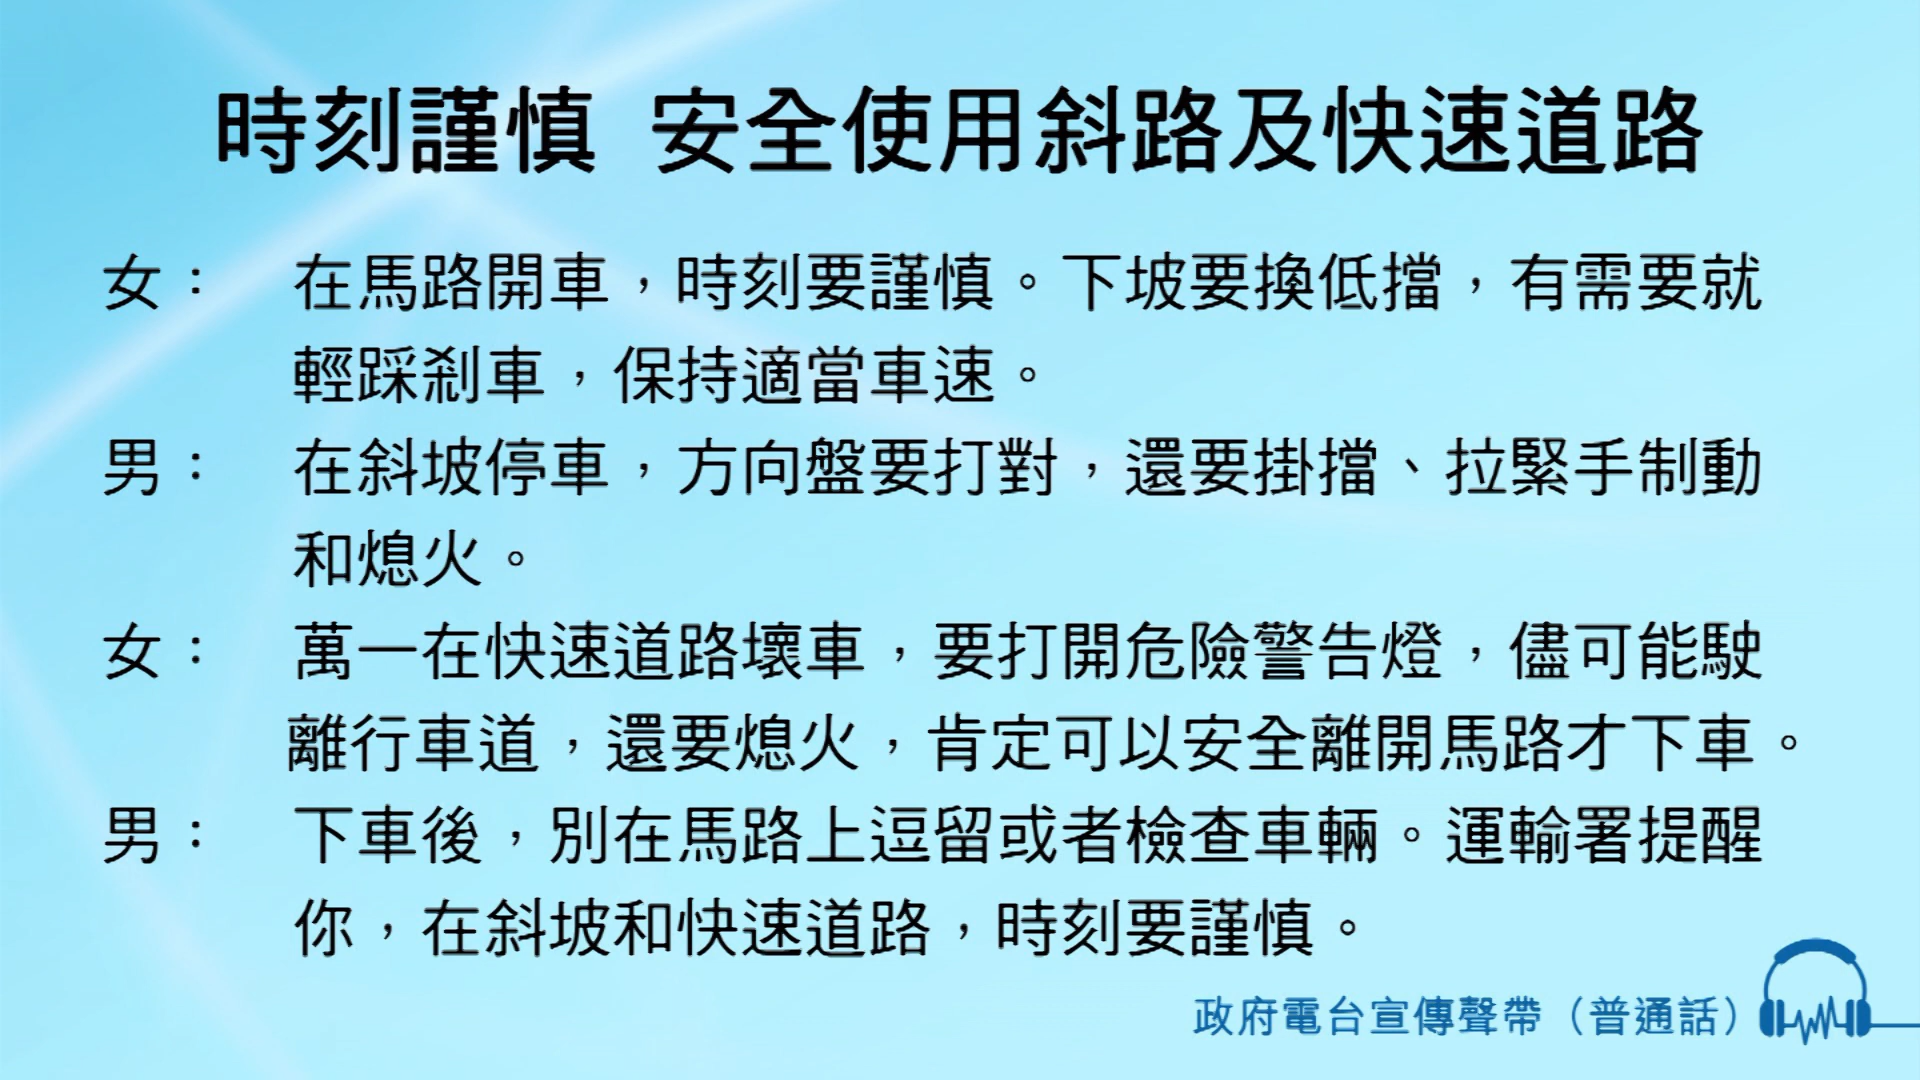 時刻謹慎 安全使用斜路及快速道路
女： 在馬路開車，時刻要謹慎。下坡要換低擋，有需要就
輕踩剎車，保持適當車速。
男： 在斜坡停車，方向盤要打對，還要掛擋、拉緊手制動
和熄火。
女： 萬一在快速道路壞車，要打開危險警告燈，儘可能駛
離行車道，還要熄火，肯定可以安全離開馬路才下車。
男： 下車後，別在馬路上逗留或者檢查車輛。運輸署提醒
你，在斜坡和快速道路，時刻要謹慎。
政府電台宣傳聲帶（普通話）